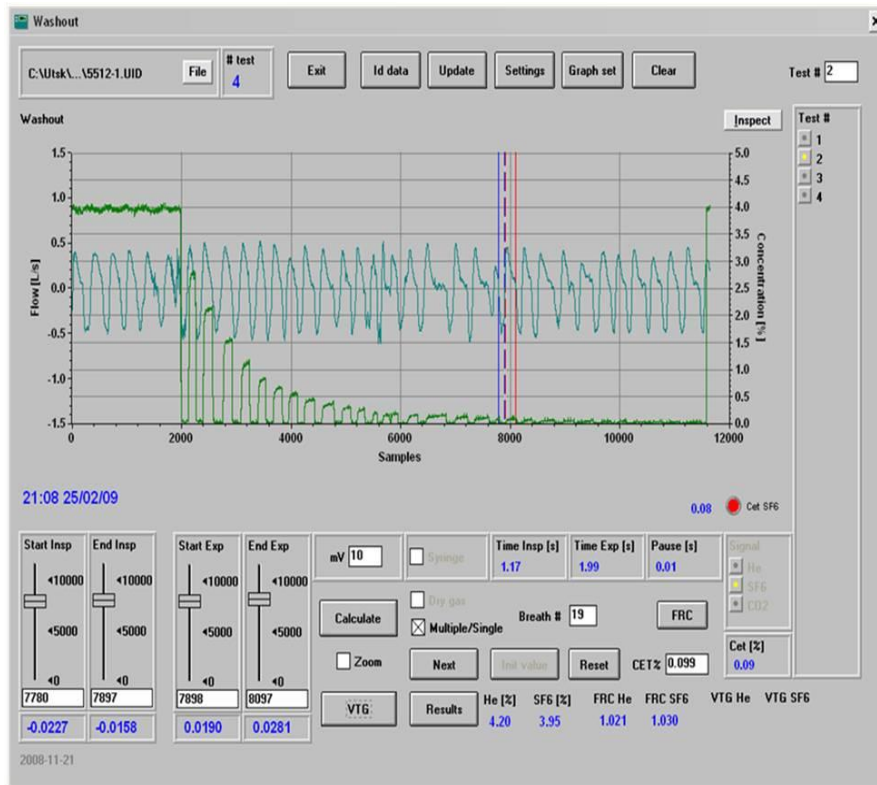 Washout
C:\Utsk\...\5512-1.UID
File
# test
4
Exit
Id data
Update
Settings
Graph set
Clear
Test # 2
Washout
Inspect
Test #
1
2
3
4
1.5
1.0
0.5
0.0
-0.5
-1.0
-1.5
Flow [L/s]
5.0
4.5
4.0
3.5
3.0
2.5
2.0
1.5
1.0
0.5
0.0
Concentration [%]
0 2000 4000 6000 8000 10000 12000
Samples
21:08 25/02/09
0.08 Cet SF6
Start Insp End Insp Start Exp End Exp
10000 10000 10000 10000
5000 5000 5000 5000
0 0 0 0
7780 7897 7898 8097
-0.0227 -0.0158 0.0190 0.0281
mV 10
Syringe
Time Insp [s] Time Exp [s] Pause [s]
1.17 1.99 0.01
Signal
He
SF6
CO2
Calculate
Dry gas
Multiple/Single
Breath # 19
FRC
Zoom
Next
Init value
Reset
CET% 0.099
Cet [%]
0.09
VTG
Results
He [%] SF6 [%] FRC He FRC SF6 VTG He VTG SF6
4.20 3.95 1.021 1.030
2008-11-21